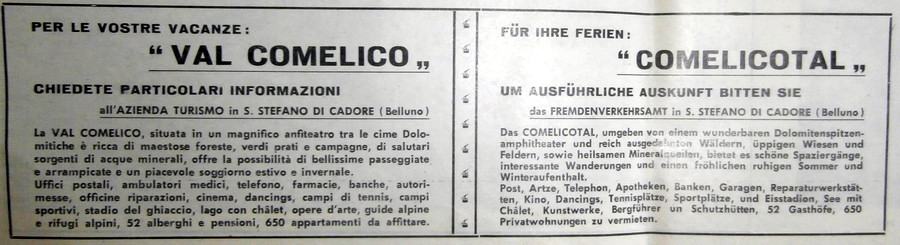 PER LE VOSTRE VACANZE:
“ VAL COMELICO „
CHIEDETE PARTICOLARI INFORMAZIONI
all'AZIENDA TURISMO in S. STEFANO DI CADORE (Belluno)
La VAL COMELICO, situata in un magnifico anfiteatro tra le cime Dolo-
mitiche è ricca di maestose foreste, verdi prati e campagne, di salutari
sorgenti di acque minerali, offre la possibilità di bellissime passeggiate
e arrampicate e un piacevole soggiorno estivo e invernale.
Uffici postali, ambulatori medici, telefono, farmacie, banche, autori-
messe, officine riparazioni, cinema, dancings, campi di tennis, campi
sportivi, stadio del ghiaccio, lago con châlet, opere d'arte, guide alpine
e rifugi alpini, 52 alberghi e pensioni, 650 appartamenti da affittare.
FÜR IHRE FERIEN:
“ COMELICOTAL „
UM AUSFÜHRLICHE AUSKUNFT BITTEN SIE
das FREMDENVERKEHRSAMT in S. STEFANO DI CADORE (Belluno)
Das COMELICOTAL, umgeben von einem wunderbaren Dolomitenspitzen-
amphitheater und reich ausgedehnten Wäldern, üppigen Wiesen und
Feldern, sowie heilsamen Mineralquellen, bietet es schöne Spaziergänge,
interessante Wanderungen und einen fröhlichen ruhigen Sommer und
Winteraufenthalt.
Post, Artze, Telephon, Apotheken, Banken, Garagen, Reparaturwerkstät-
ten, Kino, Dancings, Tennisplätze, Sportplätze, und Eisstadion, See mit
Châlet, Kunstwerke, Bergführer un Schutzhütten, 52 Gasthöfe, 650
Privatwohnungen zu vermieten.